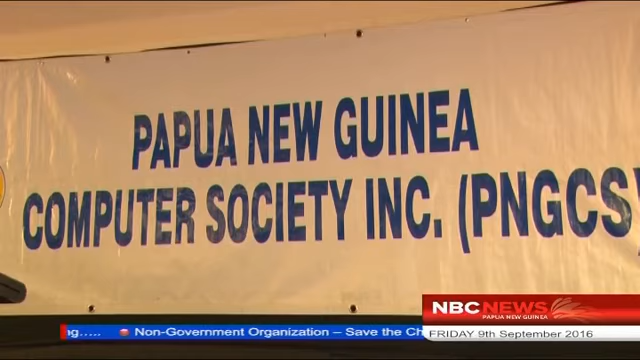 PAPUA NEW GUINEA
COMPUTER SOCIETY INC. (PNGCS)
NBC NEWS
PAPUA NEW GUINEA
ng..... Non-Government Organization – Save the Ch
FRIDAY 9th September 2016